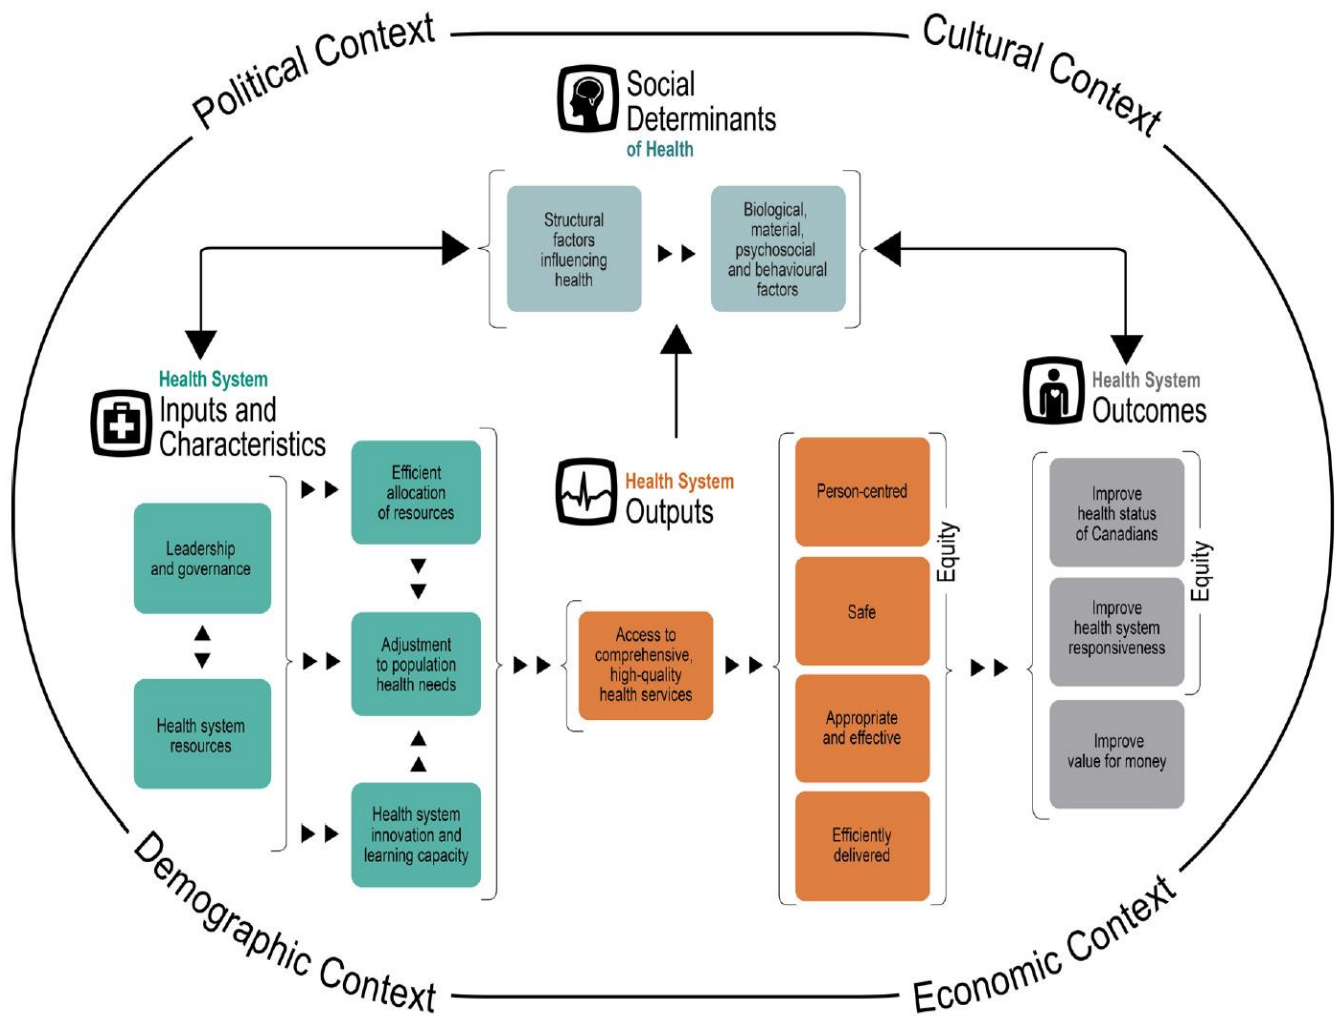 Political Context
Cultural Context
Social
Determinants
of Health
Structural
factors
influencing
health
Biological,
material,
psychosocial
and behavioural
factors
Health System
Inputs and
Characteristics
Leadership
and governance
Health system
resources
Efficient
allocation
of resources
Adjustment
to population
health needs
Health system
innovation and
learning capacity
Health System
Outputs
Access to
comprehensive,
high-quality
health services
Person-centred
Safe
Appropriate
and effective
Efficiently
delivered
Equity
Health System
Outcomes
Improve
health status
of Canadians
Improve
health system
responsiveness
Improve
value for money
Equity
Demographic Context
Economic Context